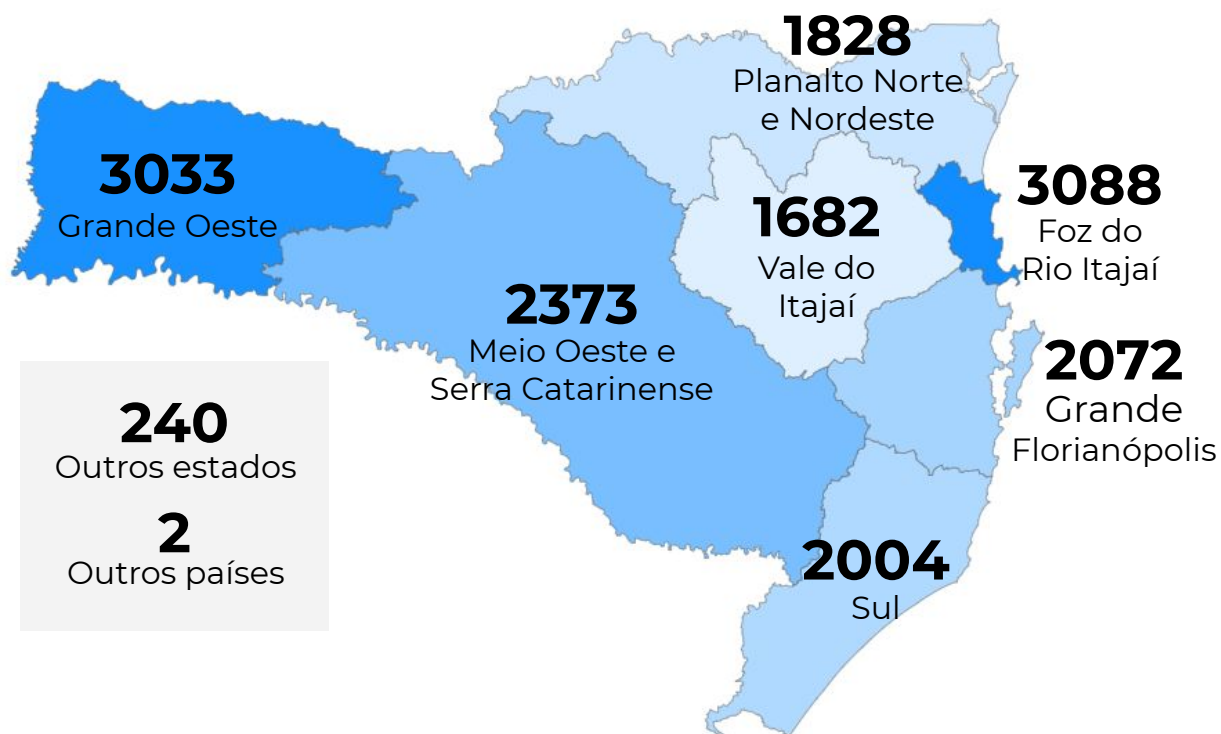 1828
Planalto Norte
e Nordeste
3033
Grande Oeste
1682
Vale do
Itajaí
3088
Foz do
Rio Itajaí
2373
Meio Oeste e
Serra Catarinense
2072
Grande
Florianópolis
240
Outros estados
2
Outros países
2004
Sul